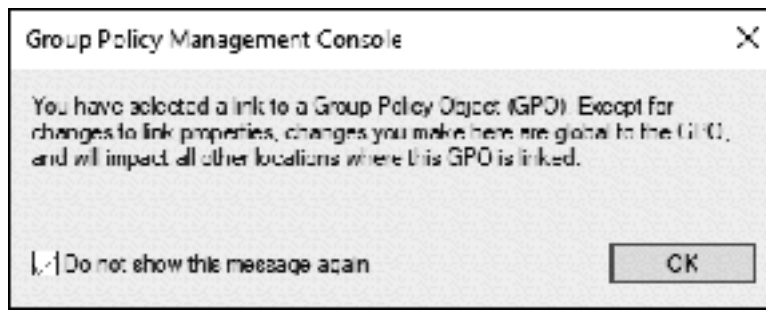 Group Policy Management Console
You have selected a link to a Group Policy Object (GPO). Except for
changes to link properties, changes you make here are global to the GPO,
and will impact all other locations where this GPO is linked.
Do not show this message again
OK